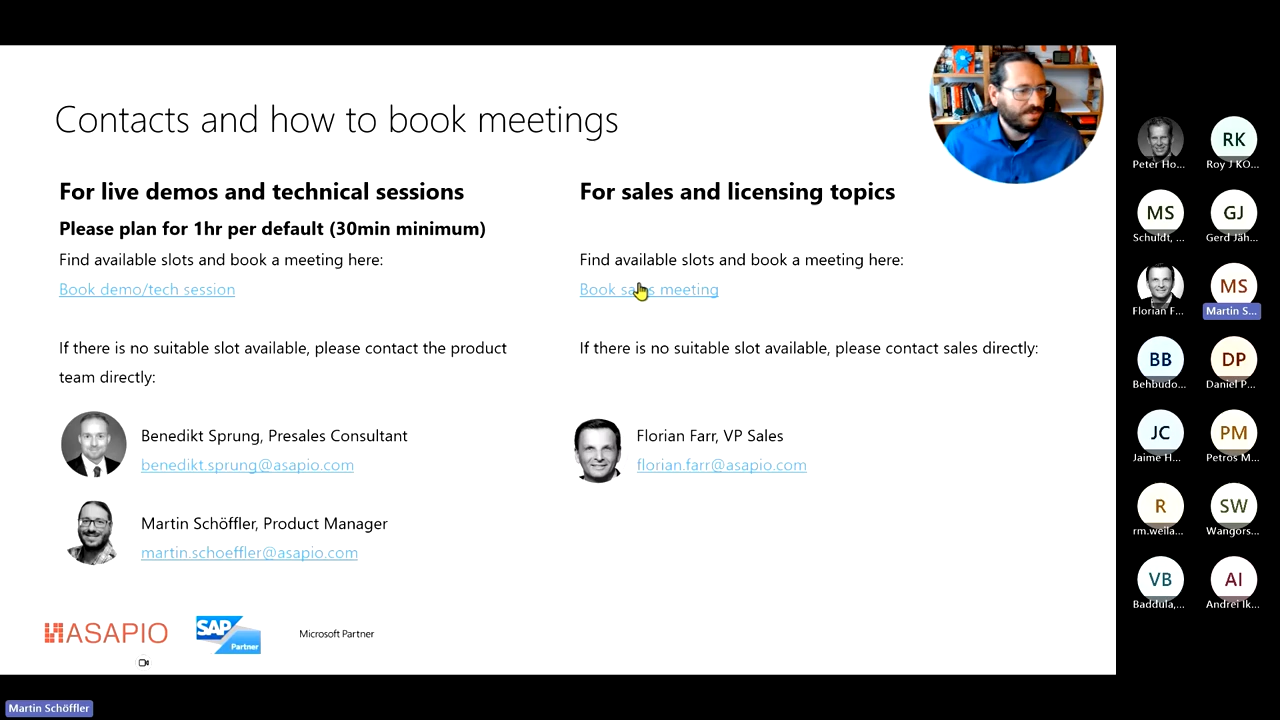 Contacts and how to book meetings
For live demos and technical sessions
Please plan for 1hr per default (30min minimum)
Find available slots and book a meeting here:
Book demo/tech session
If there is no suitable slot available, please contact the product
team directly:
Benedikt Sprung, Presales Consultant
benedikt.sprung@asapio.com
Martin Schöffler, Product Manager
martin.schoeffler@asapio.com
For sales and licensing topics
Find available slots and book a meeting here:
Book sales meeting
If there is no suitable slot available, please contact sales directly:
Florian Farr, VP Sales
florian.farr@asapio.com
ASAPIO
SAP
Partner
Microsoft Partner
Peter Ho...
RK
Roy J KO...
MS
Schuldt, ...
GJ
Gerd Jäh...
Florian F...
MS
Martin S...
BB
Behbudo...
DP
Daniel P...
JC
Jaime H...
PM
Petros M...
R
rm.weila...
SW
Wangors...
VB
Baddula,...
AI
Andrei Ik...
Martin Schöffler